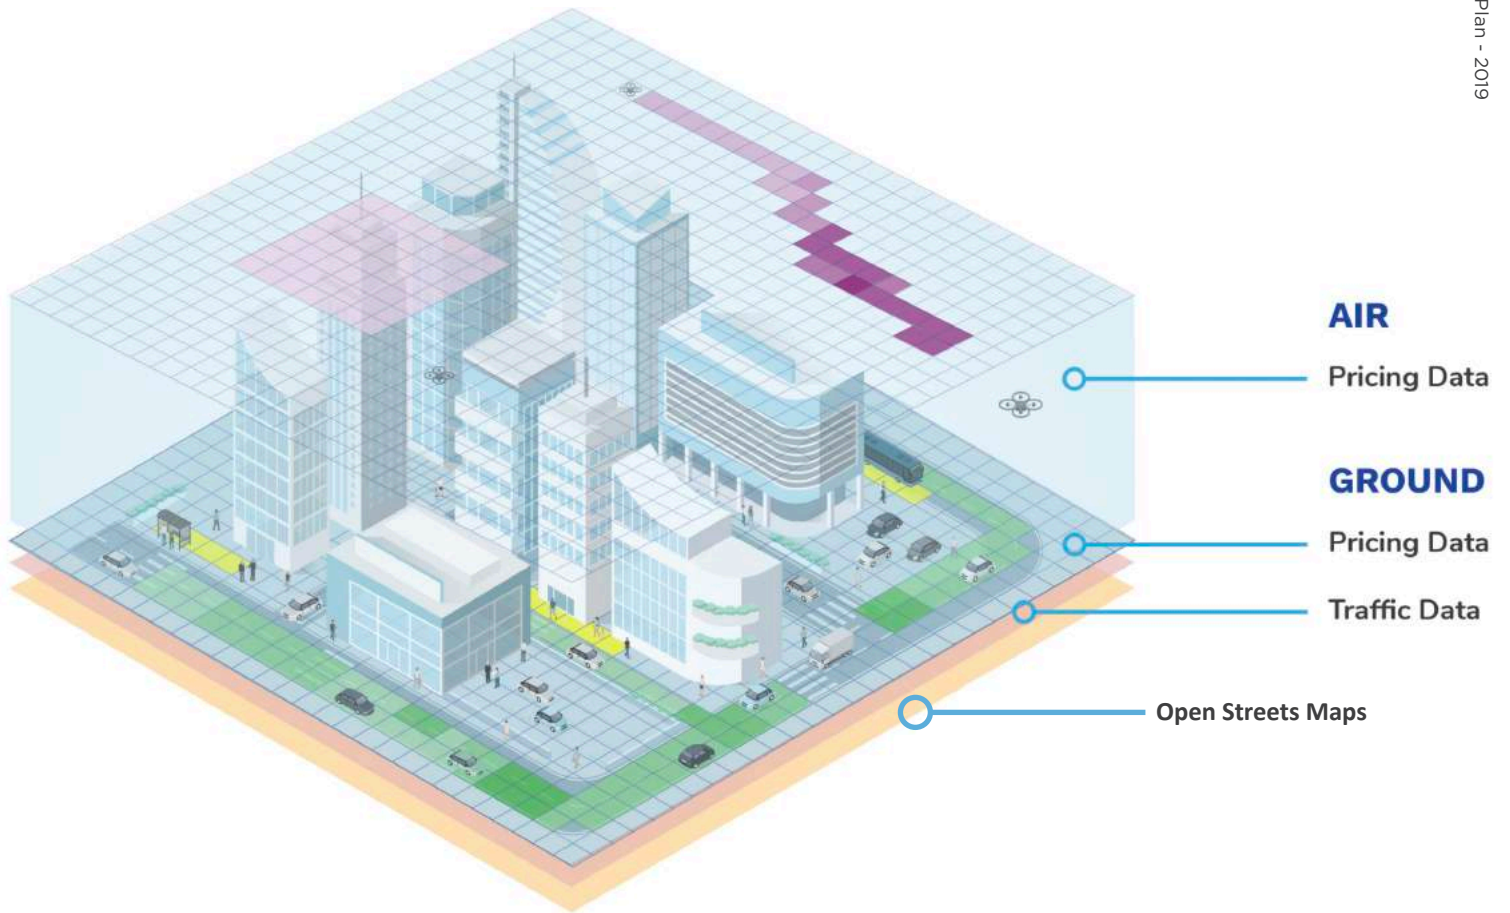 Plan - 2019
AIR
Pricing Data
GROUND
Pricing Data
Traffic Data
Open Streets Maps